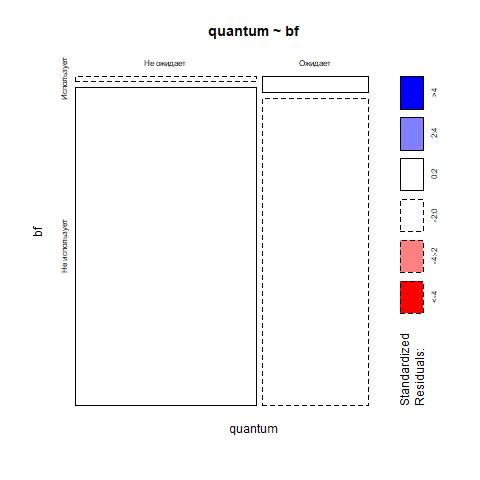 quantum ~ bf
Не ожидает
Ожидает
Использует
Не использует
bf
quantum
>4
2:4
0:2
-2:0
-4:-2
<-4
Standardized
Residuals: